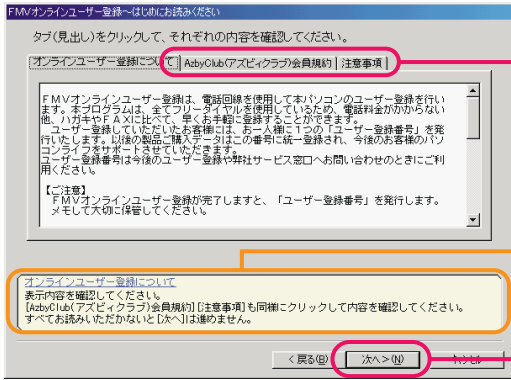 FMVオンラインユーザー登録～はじめにお読みください
タブ(見出し)をクリックして、それぞれの内容を確認してください。
オンラインユーザー登録について AzbyClub(アズビィクラブ)会員規約 注意事項
FMVオンラインユーザー登録は、電話回線を使用して本パソコンのユーザー登録を行い
ます。本プログラムは、全てフリーダイヤルを使用しているため、電話料金がかからない
他、ハガキやFAXに比べて、早くお手軽に登録することができます。
ユーザー登録していただいたお客様には、お一人様に1つの「ユーザー登録番号」を発
行いたします。以後の製品ご購入データはこの番号に統一登録され、今後のお客様のパソ
コンライフをサポートさせていただきます。
ユーザー登録番号は今後のユーザー登録や弊社サービス窓口へお問い合わせのときにご利
用ください。
【ご注意】
FMVオンラインユーザー登録が完了しますと、「ユーザー登録番号」を発行します。
メモして大切に保管してください。
オンラインユーザー登録について
表示内容を確認してください。
[AzbyClub(アズビィクラブ)会員規約][注意事項]も同様にクリックして内容を確認してください。
すべてお読みいただかないと[次へ]は進めません。
<戻る(B) 次へ>(N) キャンセル